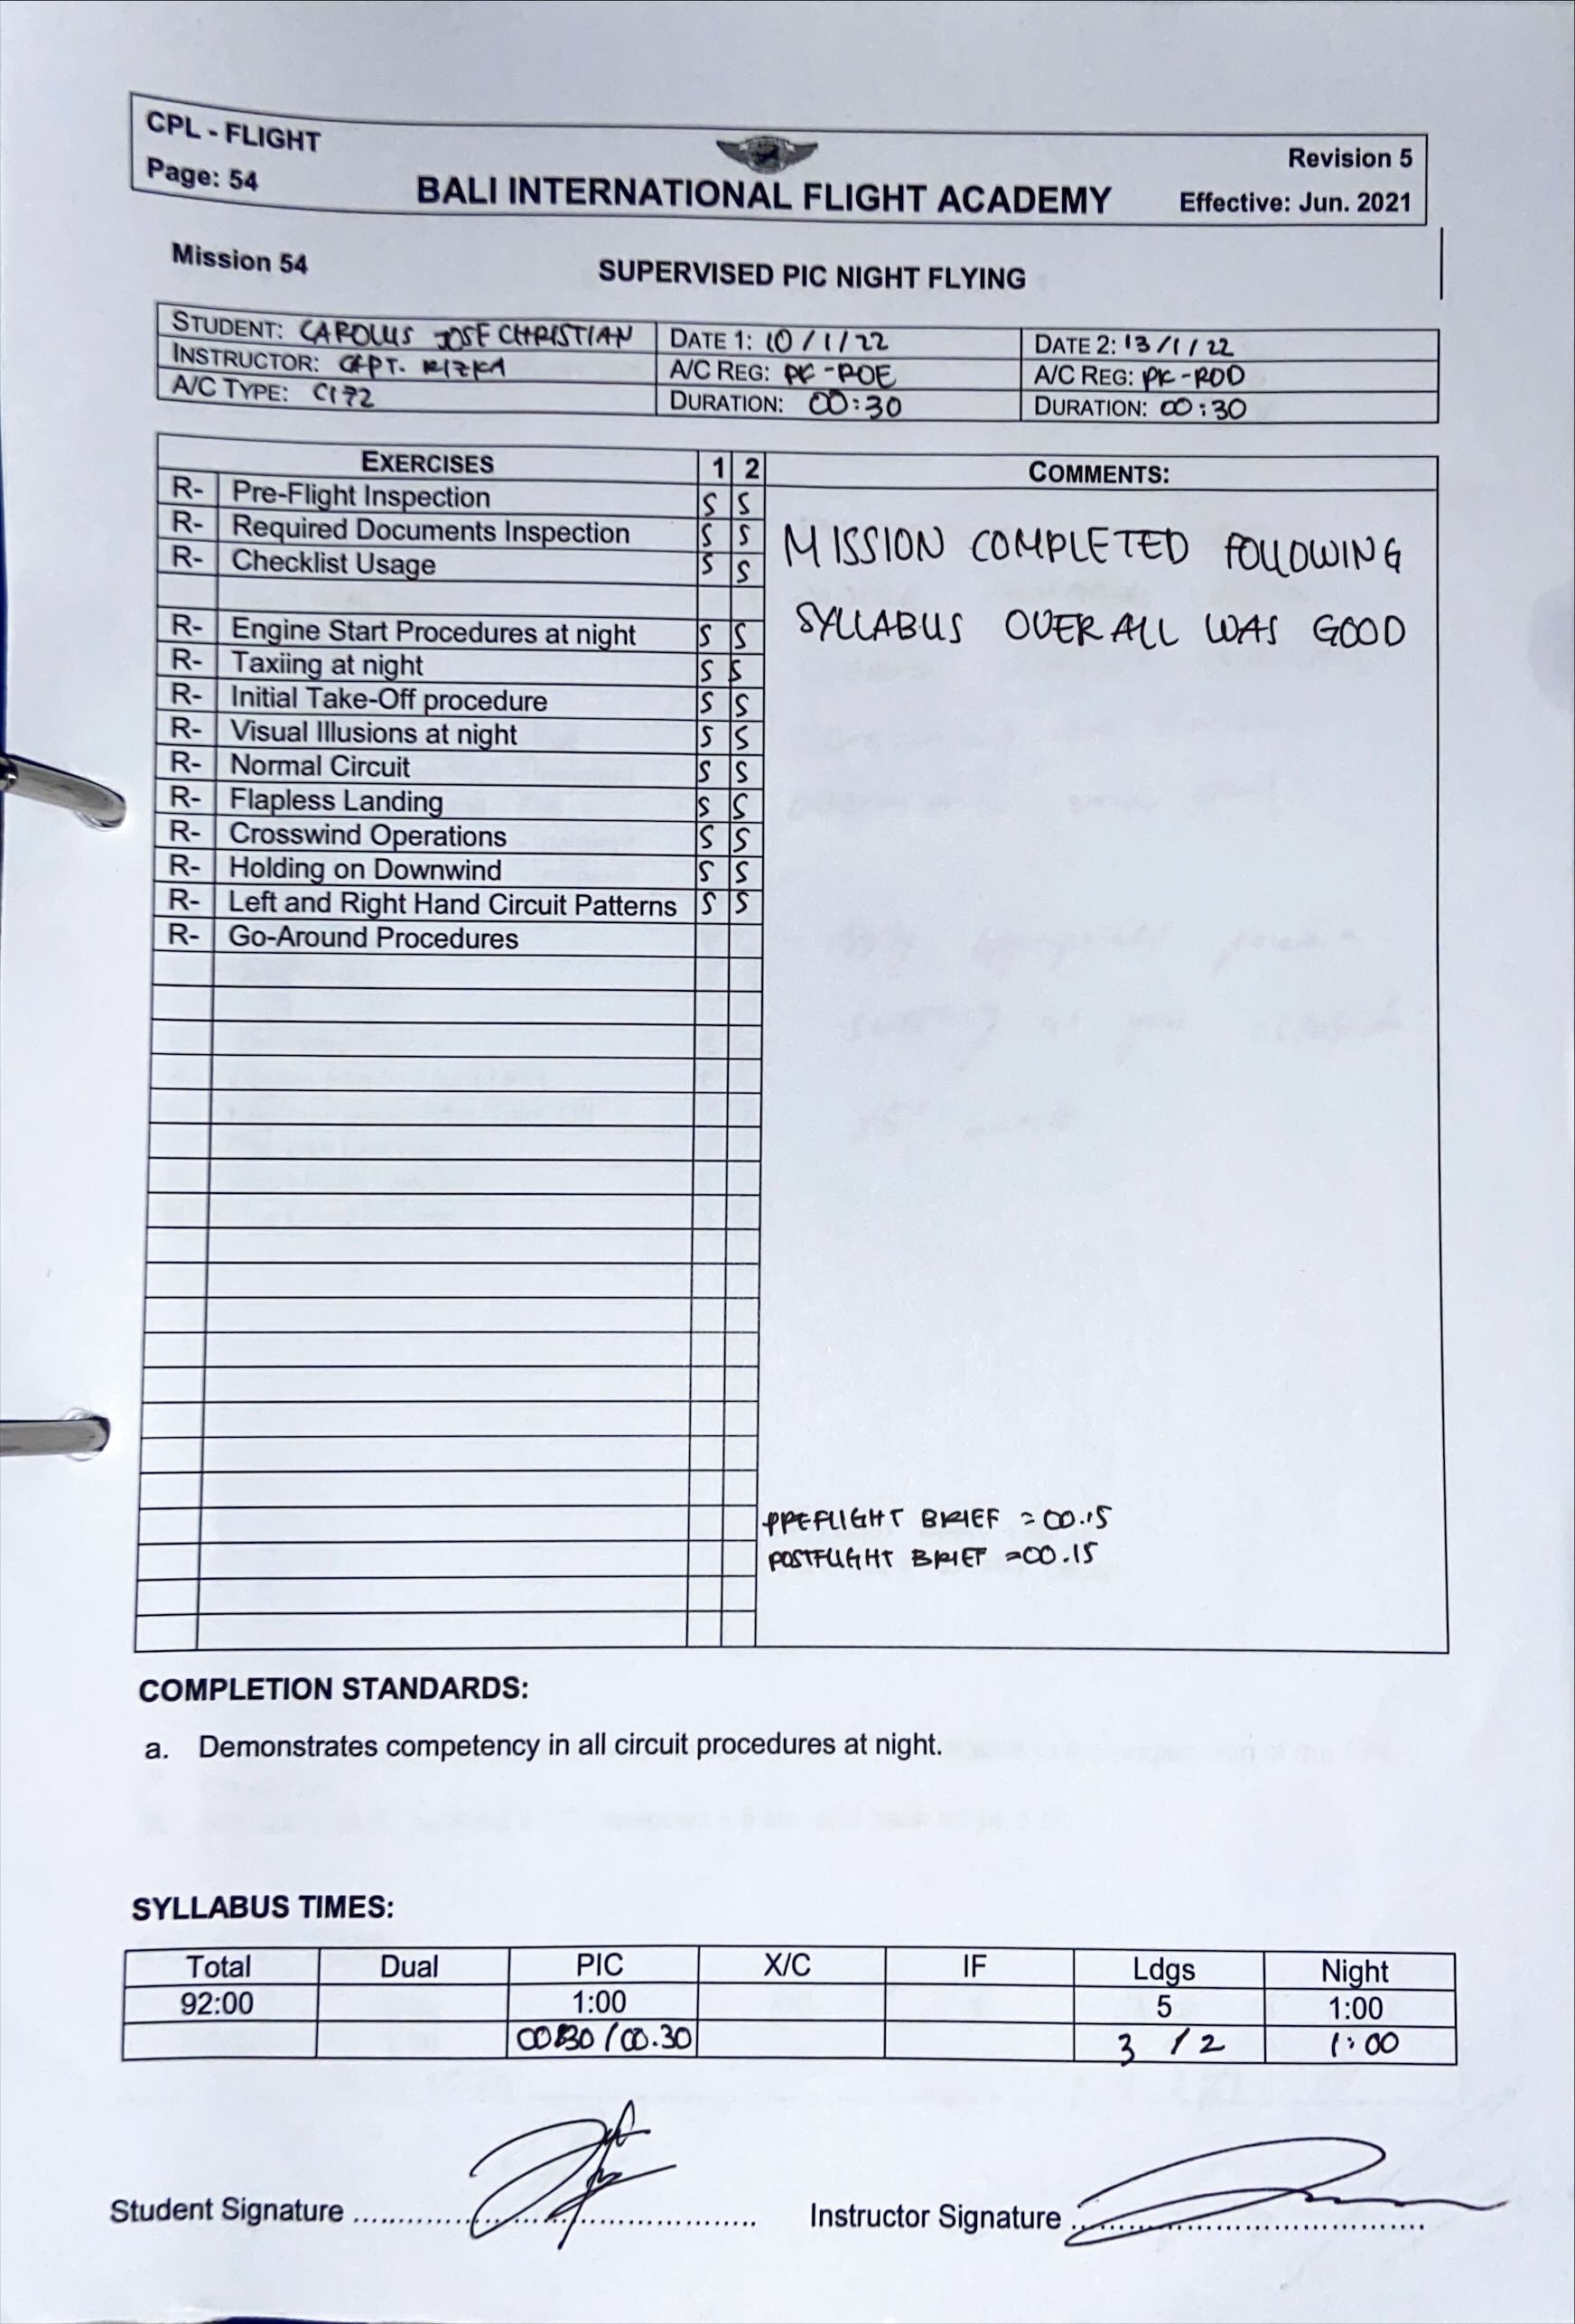 CPL - FLIGHT
Page: 54
BALI INTERNATIONAL FLIGHT ACADEMY
Revision 5
Effective: Jun. 2021
Mission 54
SUPERVISED PIC NIGHT FLYING
STUDENT: CAROLUS JOSE CHRISTIAN DATE 1: 10/1/22 DATE 2: 13/1/22
INSTRUCTOR: CAPT. RIZKA A/C REG: PK-ROE A/C REG: PK-ROD
A/C TYPE: C172 DURATION: 00:30 DURATION: 00:30
EXERCISES 1 2 COMMENTS:
R- Pre-Flight Inspection S S
R- Required Documents Inspection S S
R- Checklist Usage S S
R- Engine Start Procedures at night S S
R- Taxiing at night S S
R- Initial Take-Off procedure S S
R- Visual Illusions at night S S
R- Normal Circuit S S
R- Flapless Landing S S
R- Crosswind Operations S S
R- Holding on Downwind S S
R- Left and Right Hand Circuit Patterns S S
R- Go-Around Procedures
MISSION COMPLETED FOLLOWING
SYLLABUS OVER ALL WAS GOOD
PREFLIGHT BRIEF = 00.15
POSTFLIGHT BRIEF = 00.15
COMPLETION STANDARDS:
a. Demonstrates competency in all circuit procedures at night.
SYLLABUS TIMES:
Total Dual PIC X/C IF Ldgs Night
92:00 1:00 5 1:00
00:30 / 00.30 3 / 2 1:00
Student Signature Instructor Signature